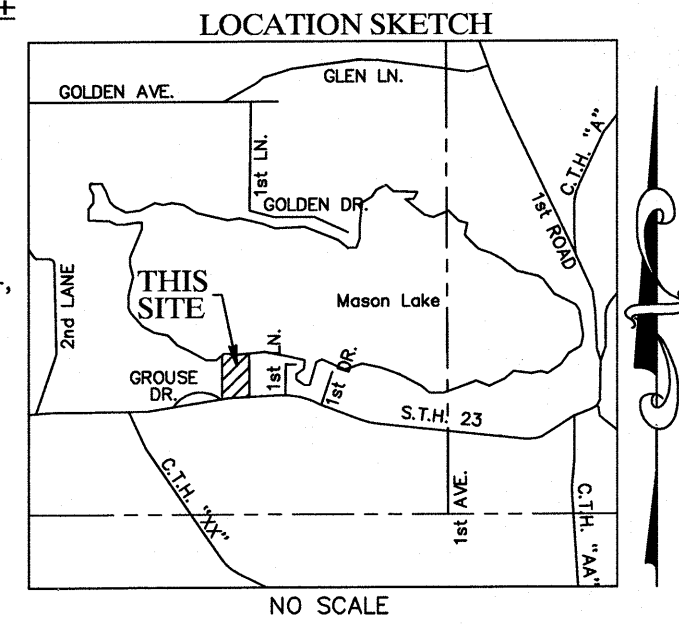 LOCATION SKETCH
GLEN LN.
GOLDEN AVE.
1st LN.
C.T.H. "A"
GOLDEN DR.
1st ROAD
2nd LANE
THIS
SITE
Mason Lake
1st LN.
1st DR.
GROUSE
DR.
S.T.H. 23
C.T.H. "XX"
1st AVE.
C.T.H. "AA"
NO SCALE